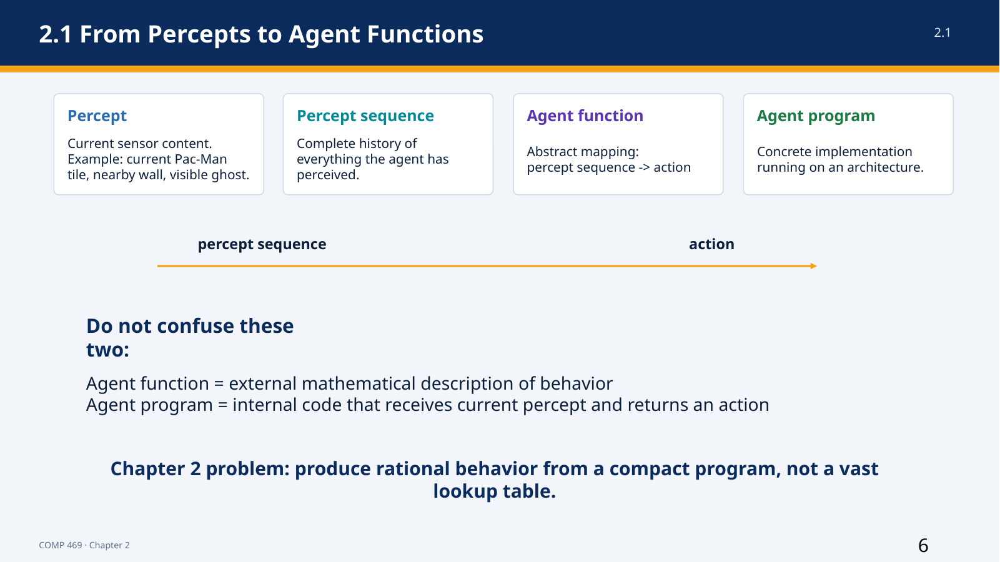 2.1 From Percepts to Agent Functions
2.1
Percept
Current sensor content.
Example: current Pac-Man
tile, nearby wall, visible ghost.
Percept sequence
Complete history of
everything the agent has
perceived.
Agent function
Abstract mapping:
percept sequence -> action
Agent program
Concrete implementation
running on an architecture.
percept sequence
action
Do not confuse these
two:
Agent function = external mathematical description of behavior
Agent program = internal code that receives current percept and returns an action
Chapter 2 problem: produce rational behavior from a compact program, not a vast
lookup table.
COMP 469 · Chapter 2
6